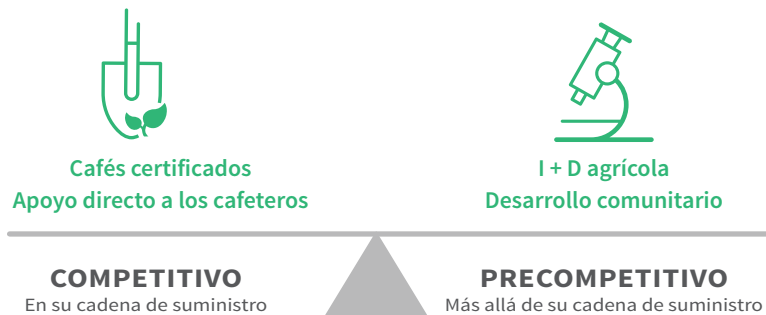 Cafés certificados
Apoyo directo a los cafeteros
I + D agrícola
Desarrollo comunitario
COMPETITIVO
En su cadena de suministro
PRECOMPETITIVO
Más allá de su cadena de suministro